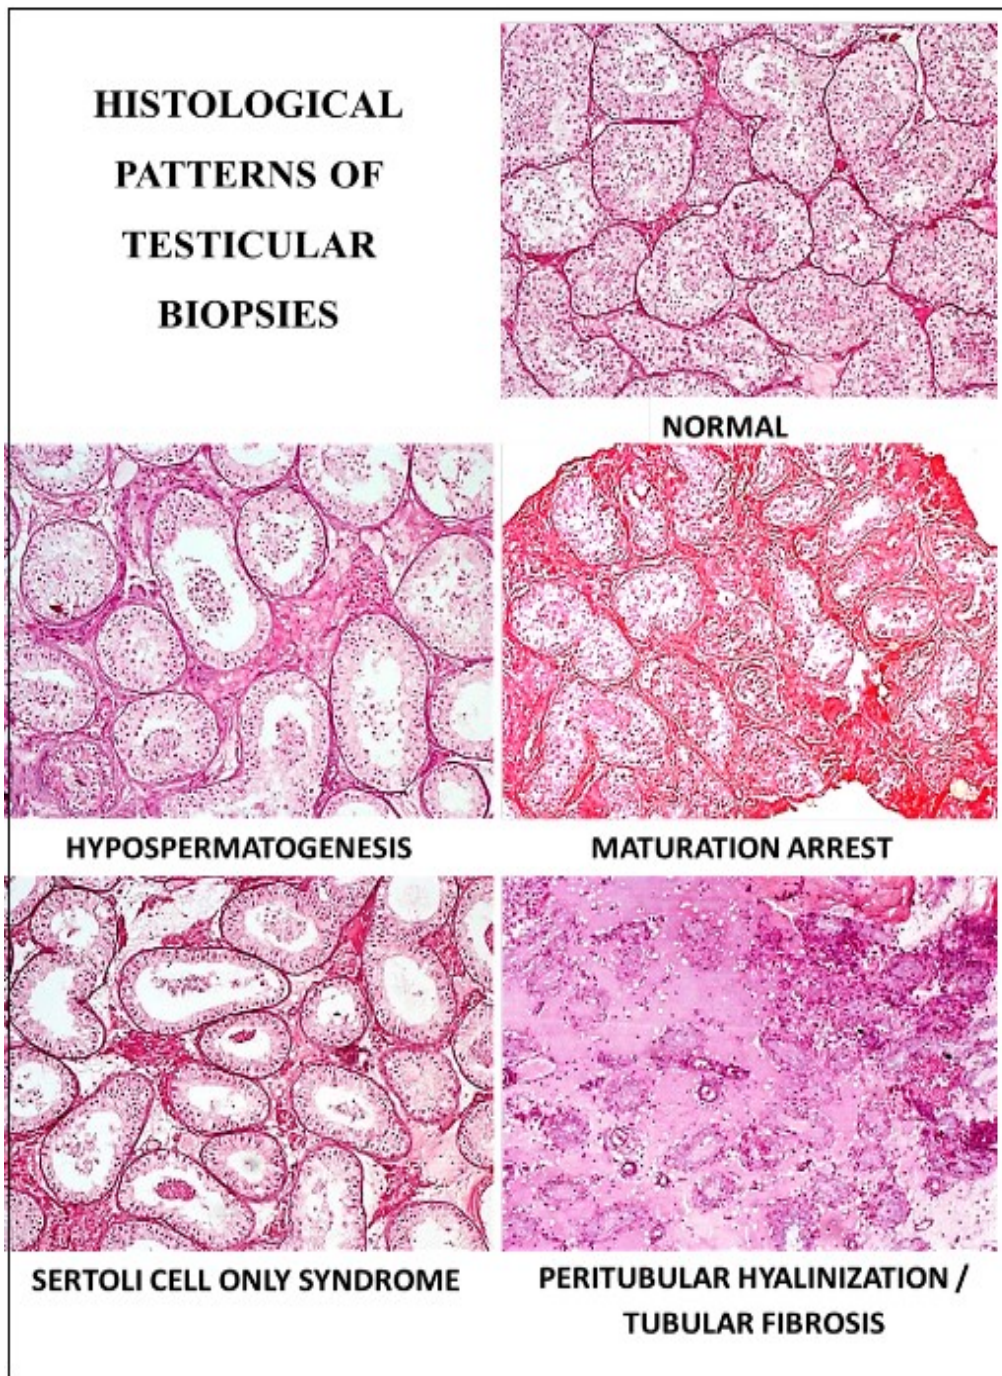 HISTOLOGICAL
PATTERNS OF
TESTICULAR
BIOPSIES
NORMAL
HYPOSPERMATOGENESIS
MATURATION ARREST
SERTOLI CELL ONLY SYNDROME
PERITUBULAR HYALINIZATION /
TUBULAR FIBROSIS